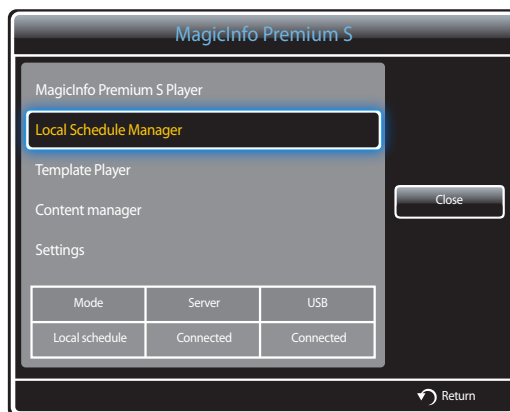 MagicInfo Premium S
MagicInfo Premium S Player
Local Schedule Manager
Template Player
Content manager
Settings
Close
Mode Server USB
Local schedule Connected Connected
Return